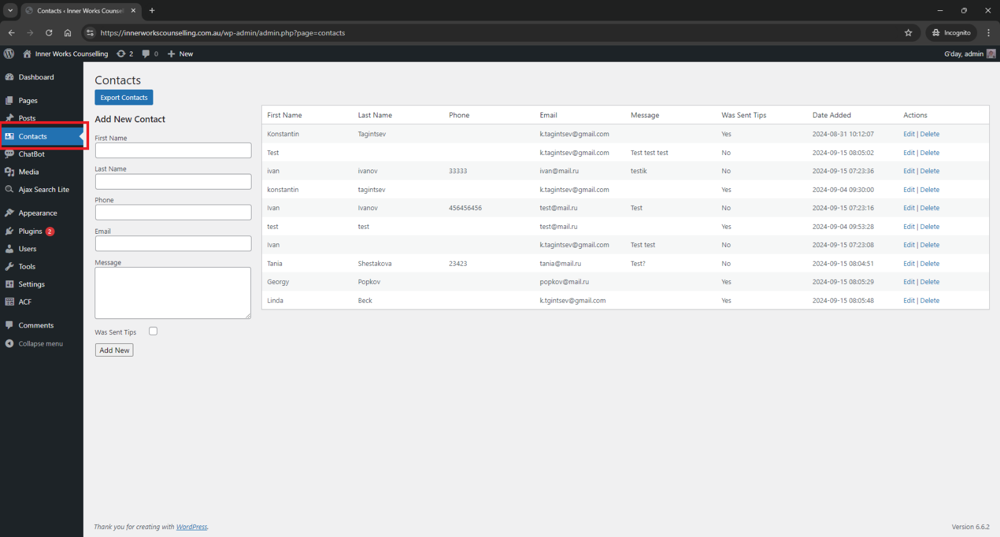 Contacts ‹ Inner Works Counsel
https://innerworkscounselling.com.au/wp-admin/admin.php?page=contacts
Incognito
Inner Works Counselling
2
0
New
G'day, admin
Dashboard
Pages
Posts
Contacts
ChatBot
Media
Ajax Search Lite
Appearance
Plugins 2
Users
Tools
Settings
ACF
Comments
Collapse menu
Contacts
Export Contacts
Add New Contact
First Name
Last Name
Phone
Email
Message
Was Sent Tips
Add New
First Name Last Name Phone Email Message Was Sent Tips Date Added Actions
Konstantin Tagintsev k.tagintsev@gmail.com Yes 2024-08-31 10:12:07 Edit | Delete
Test k.tagintsev@gmail.com Test test test No 2024-09-15 08:05:02 Edit | Delete
ivan ivanov 33333 ivan@mail.ru testik No 2024-09-15 07:23:36 Edit | Delete
konstantin tagintsev k.tagintsev@gmail.com Yes 2024-09-04 09:30:00 Edit | Delete
Ivan Ivanov 456456456 test@mail.ru Test No 2024-09-15 07:23:16 Edit | Delete
test test test@mail.ru Yes 2024-09-04 09:53:28 Edit | Delete
Ivan k.tagintsev@gmail.com Test test No 2024-09-15 07:23:08 Edit | Delete
Tania Shestakova 23423 tania@mail.ru Test? No 2024-09-15 08:04:51 Edit | Delete
Georgy Popkov popkov@mail.ru Yes 2024-09-15 08:05:29 Edit | Delete
Linda Beck k.tgintsev@gmail.com Yes 2024-09-15 08:05:48 Edit | Delete
Thank you for creating with WordPress.
Version 6.6.2